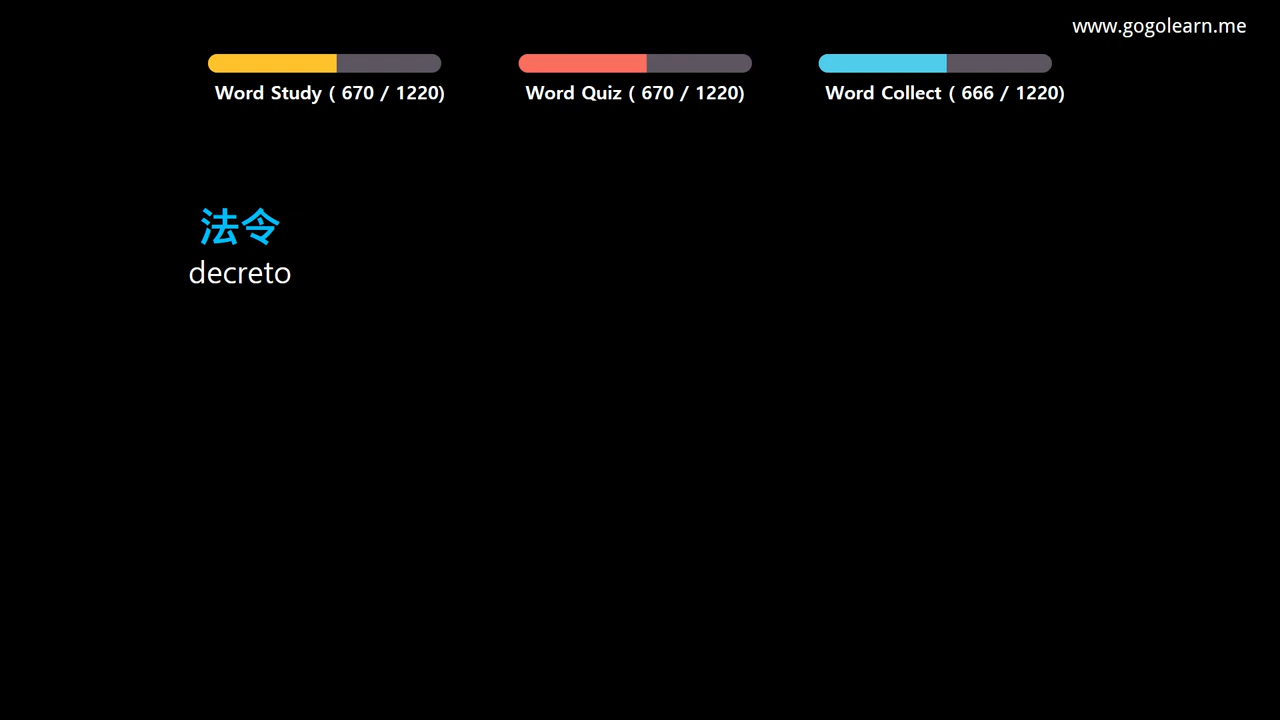 www.gogolearn.me
Word Study ( 670 / 1220)
Word Quiz ( 670 / 1220)
Word Collect ( 666 / 1220)
法令
decreto